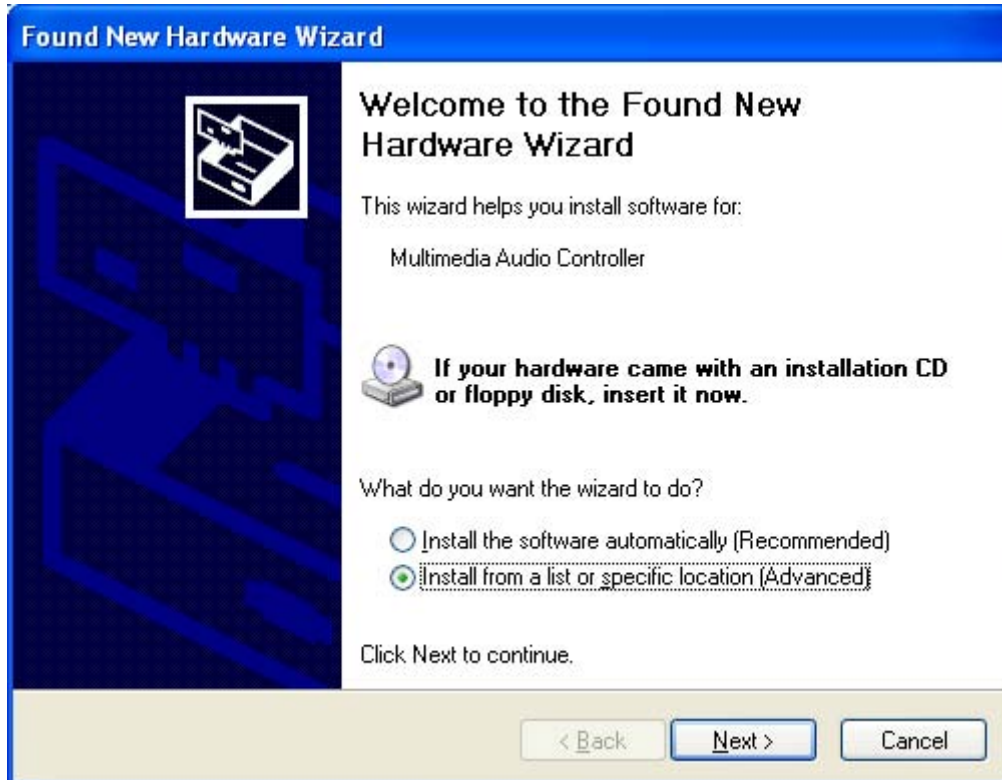 Found New Hardware Wizard
Welcome to the Found New
Hardware Wizard
This wizard helps you install software for:
Multimedia Audio Controller
If your hardware came with an installation CD
or floppy disk, insert it now.
What do you want the wizard to do?
Install the software automatically (Recommended)
Install from a list or specific location (Advanced)
Click Next to continue.
< Back Next > Cancel